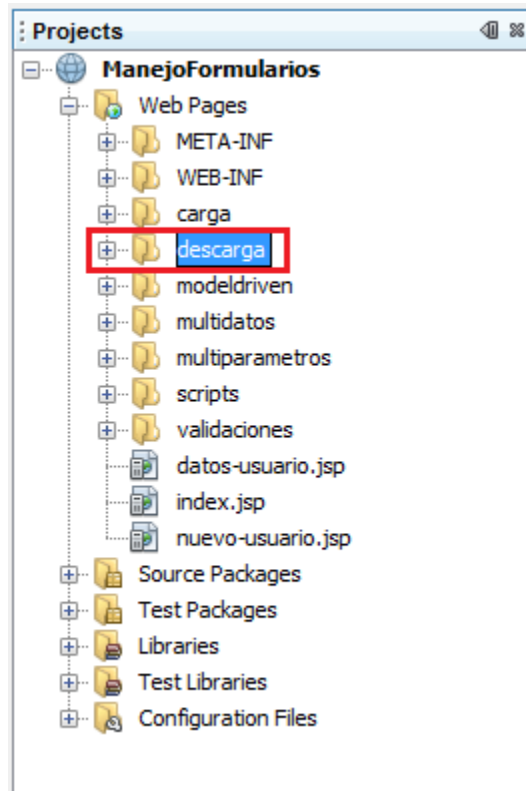 Projects
ManejoFormularios
Web Pages
META-INF
WEB-INF
carga
descarga
modeldriven
multidatos
multiparametros
scripts
validaciones
datos-usuario.jsp
index.jsp
nuevo-usuario.jsp
Source Packages
Test Packages
Libraries
Test Libraries
Configuration Files